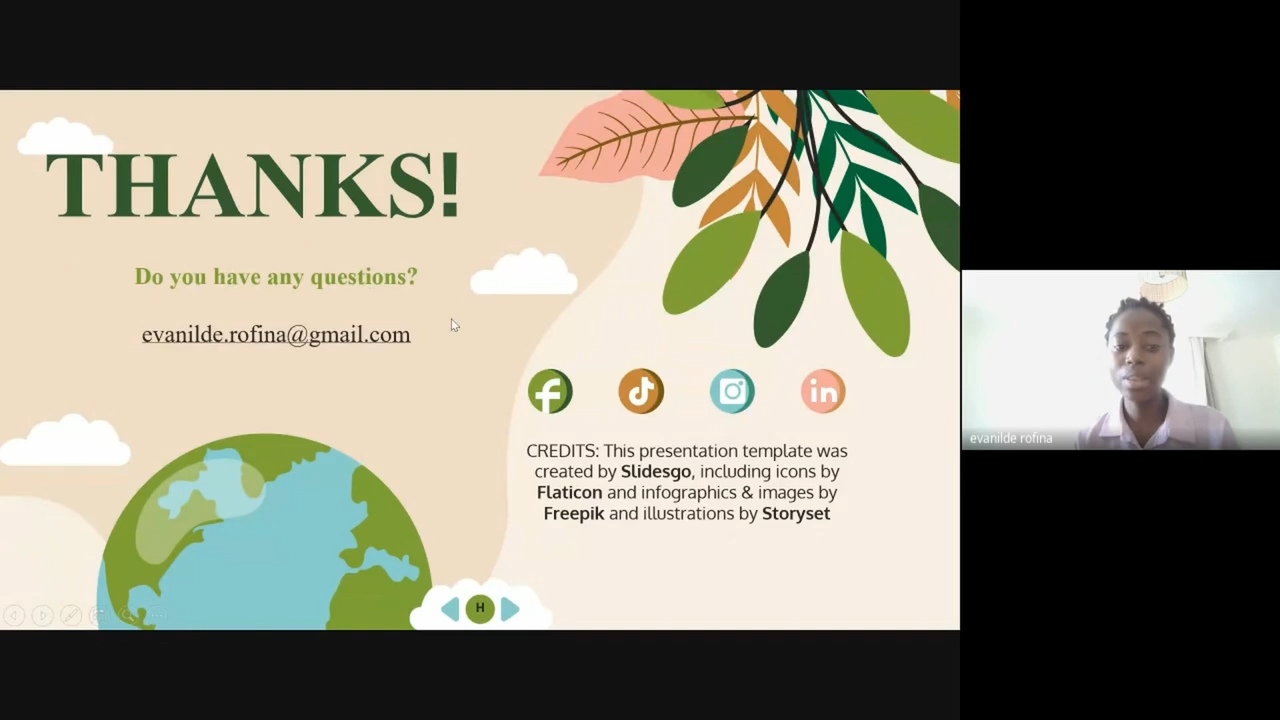 THANKS!
Do you have any questions?
evanilde.rofina@gmail.com
CREDITS: This presentation template was
created by Slidesgo, including icons by
Flaticon and infographics & images by
Freepik and illustrations by Storyset
H
evanilde rofina